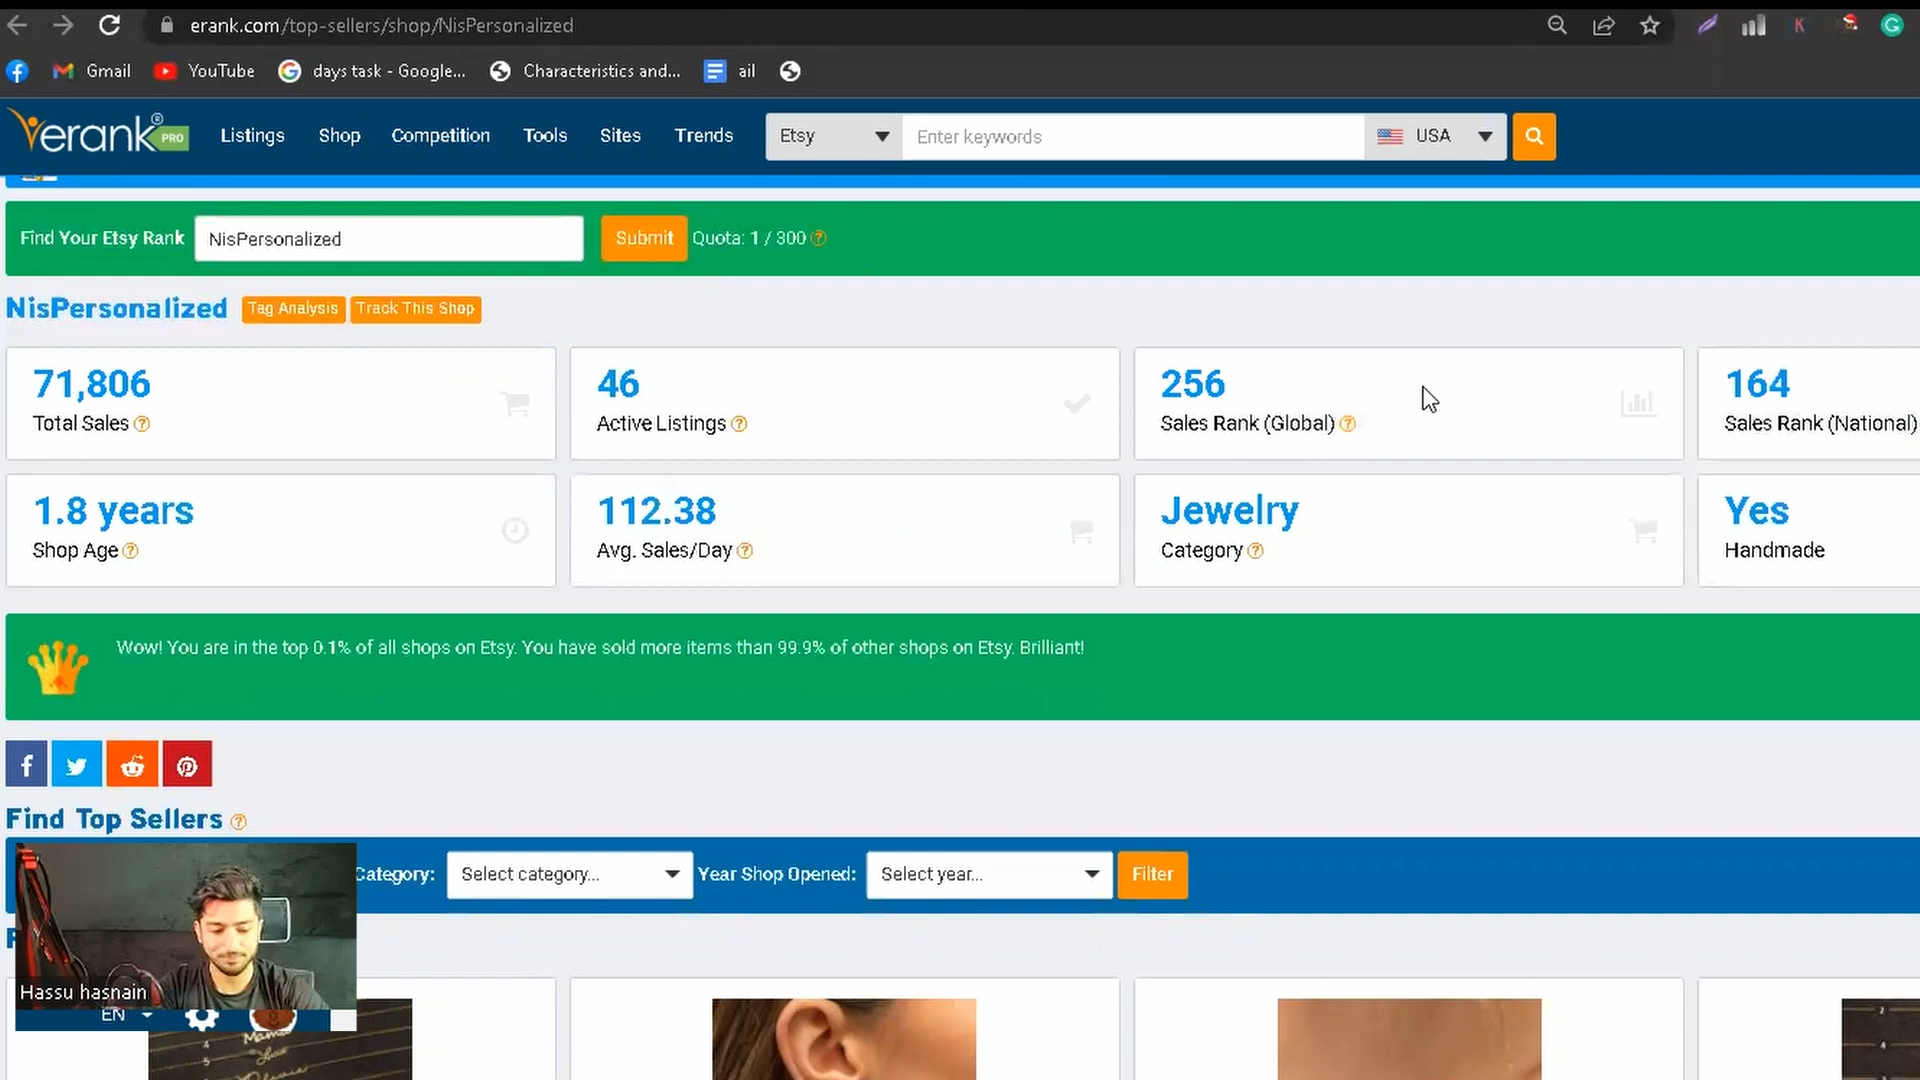 erank.com/top-sellers/shop/NisPersonalized
Gmail
YouTube
days task - Google...
Characteristics and...
ail
erank®
PRO
Listings
Shop
Competition
Tools
Sites
Trends
Etsy
Enter keywords
USA
Find Your Etsy Rank
NisPersonalized
Submit
Quota: 1 / 300
NisPersonalized
Tag Analysis
Track This Shop
71,806
Total Sales
46
Active Listings
256
Sales Rank (Global)
164
Sales Rank (National)
1.8 years
Shop Age
112.38
Avg. Sales/Day
Jewelry
Category
Yes
Handmade
Wow! You are in the top 0.1% of all shops on Etsy. You have sold more items than 99.9% of other shops on Etsy. Brilliant!
Find Top Sellers
Category:
Select category...
Year Shop Opened:
Select year...
Filter
Hassu hasnain
EN